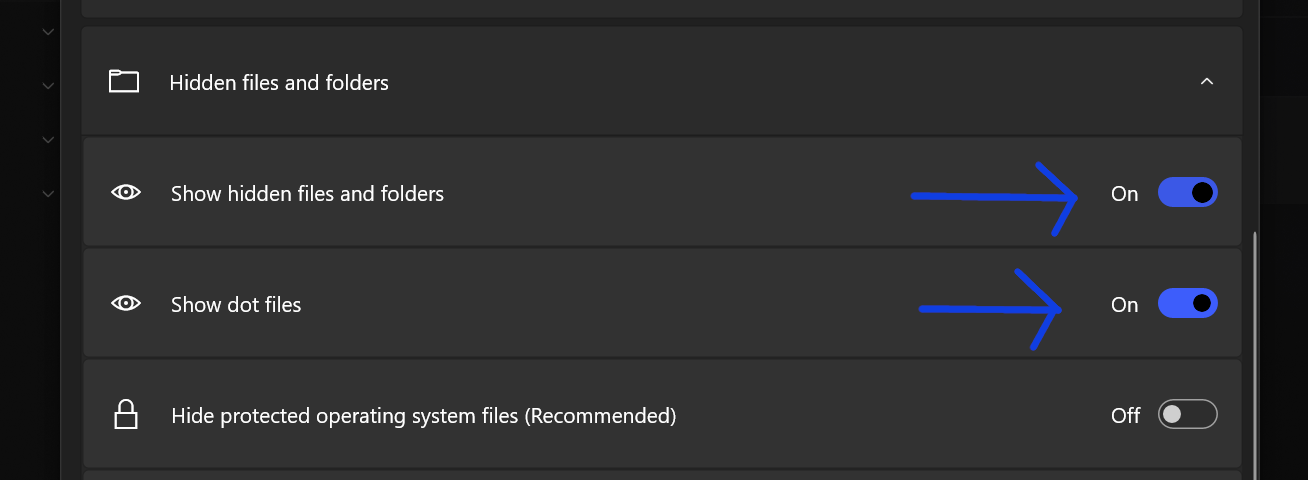 Hidden files and folders
Show hidden files and folders On
Show dot files On
Hide protected operating system files (Recommended) Off